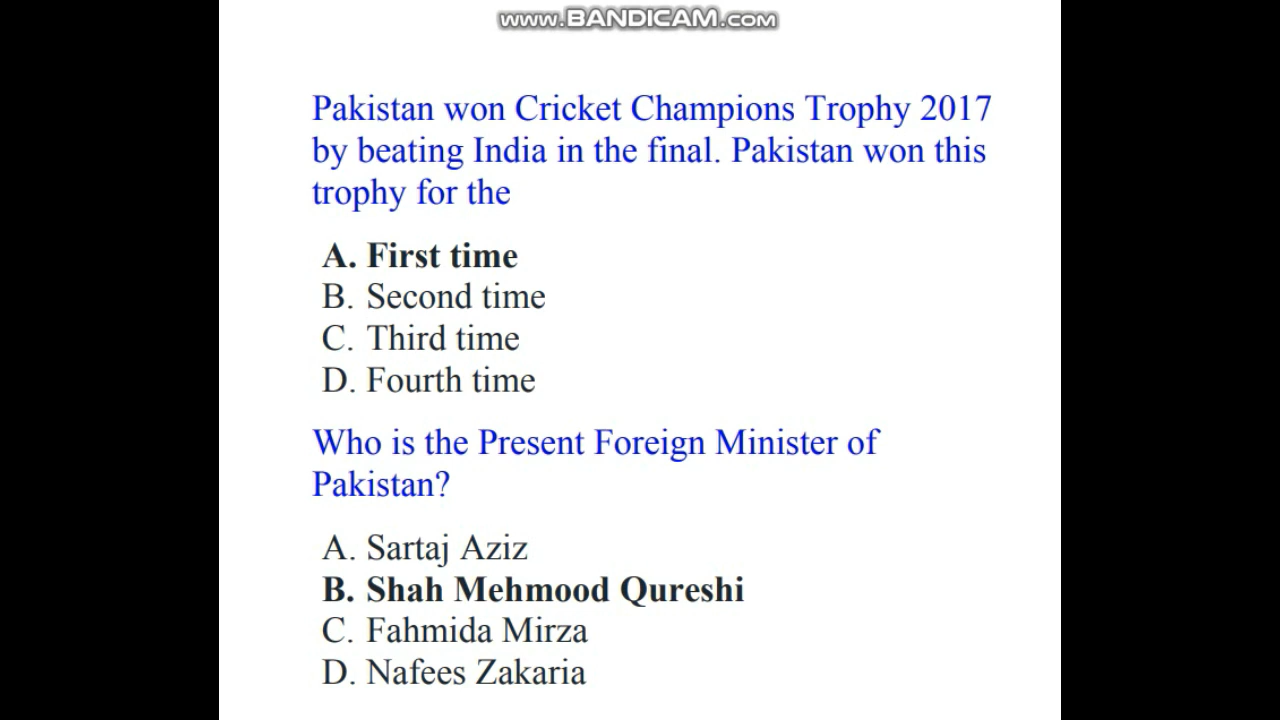 www.BANDICAM.com
Pakistan won Cricket Champions Trophy 2017
by beating India in the final. Pakistan won this
trophy for the
A. First time
B. Second time
C. Third time
D. Fourth time
Who is the Present Foreign Minister of
Pakistan?
A. Sartaj Aziz
B. Shah Mehmood Qureshi
C. Fahmida Mirza
D. Nafees Zakaria